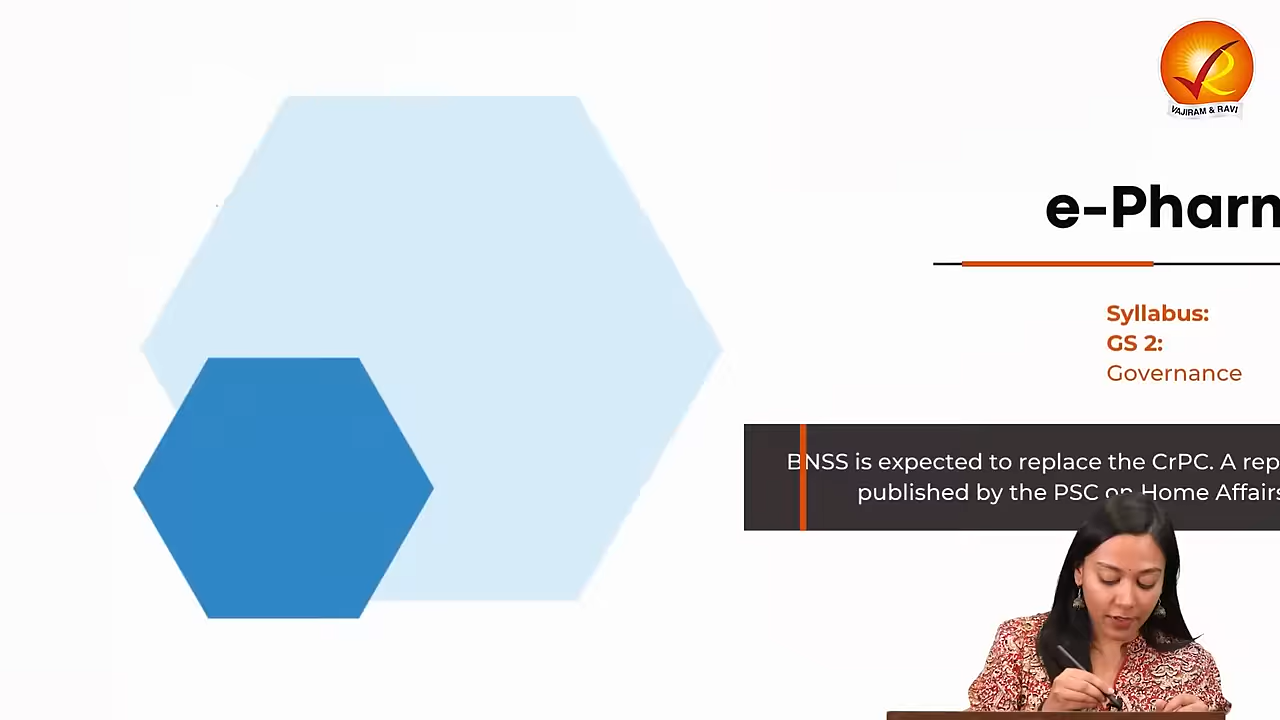 VAJIRAM & RAVI
e-Pharm
Syllabus:
GS 2:
Governance
BNSS is expected to replace the CrPC. A rep
published by the PSC on Home Affairs